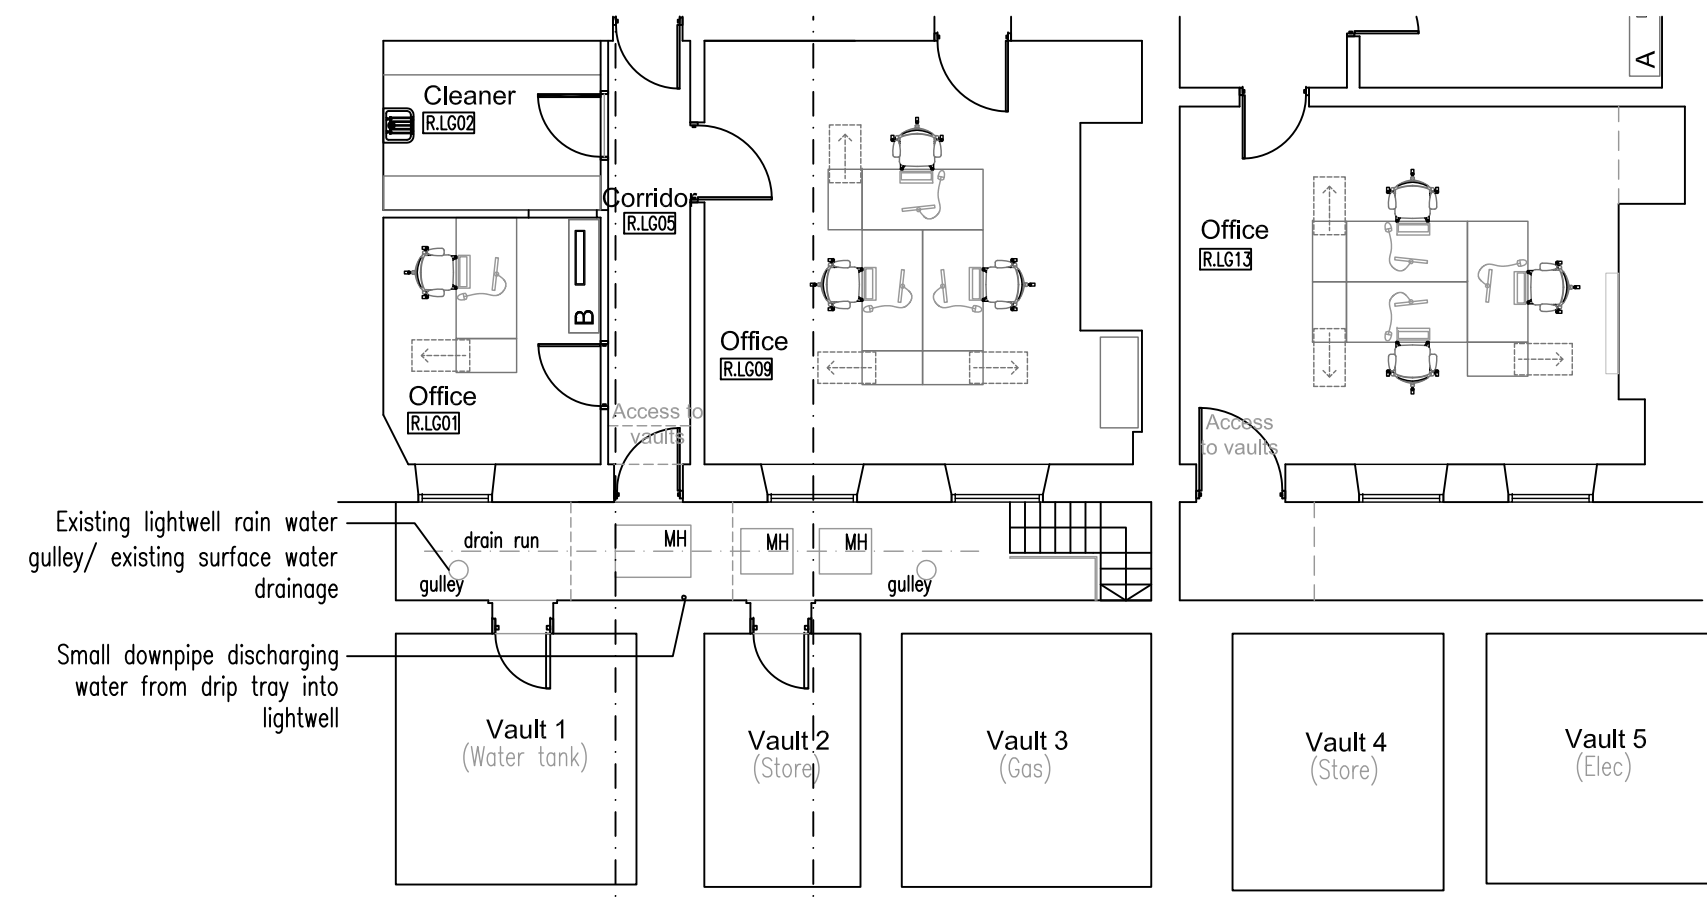 Cleaner
R.LG02
Corridor
R.LG05
A
Office
R.LG13
B
Office
R.LG09
Office
R.LG01
Access to
vaults
Access
to vaults
Existing lightwell rain water
gulley/ existing surface water
drainage
drain run
MH
MH
MH
gulley
gulley
Small downpipe discharging
water from drip tray into
lightwell
Vault 1
(Water tank)
Vault 2
(Store)
Vault 3
(Gas)
Vault 4
(Store)
Vault 5
(Elec)